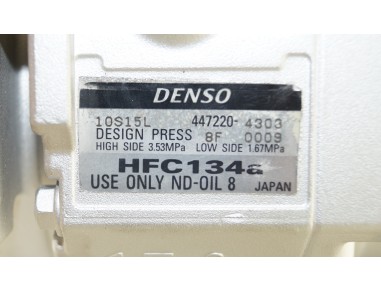 DENSO
10S15L 447220- 4303
DESIGN PRESS 8F 0009
HIGH SIDE 3.53MPa LOW SIDE 1.67MPa
HFC134a
USE ONLY ND-OIL 8 JAPAN